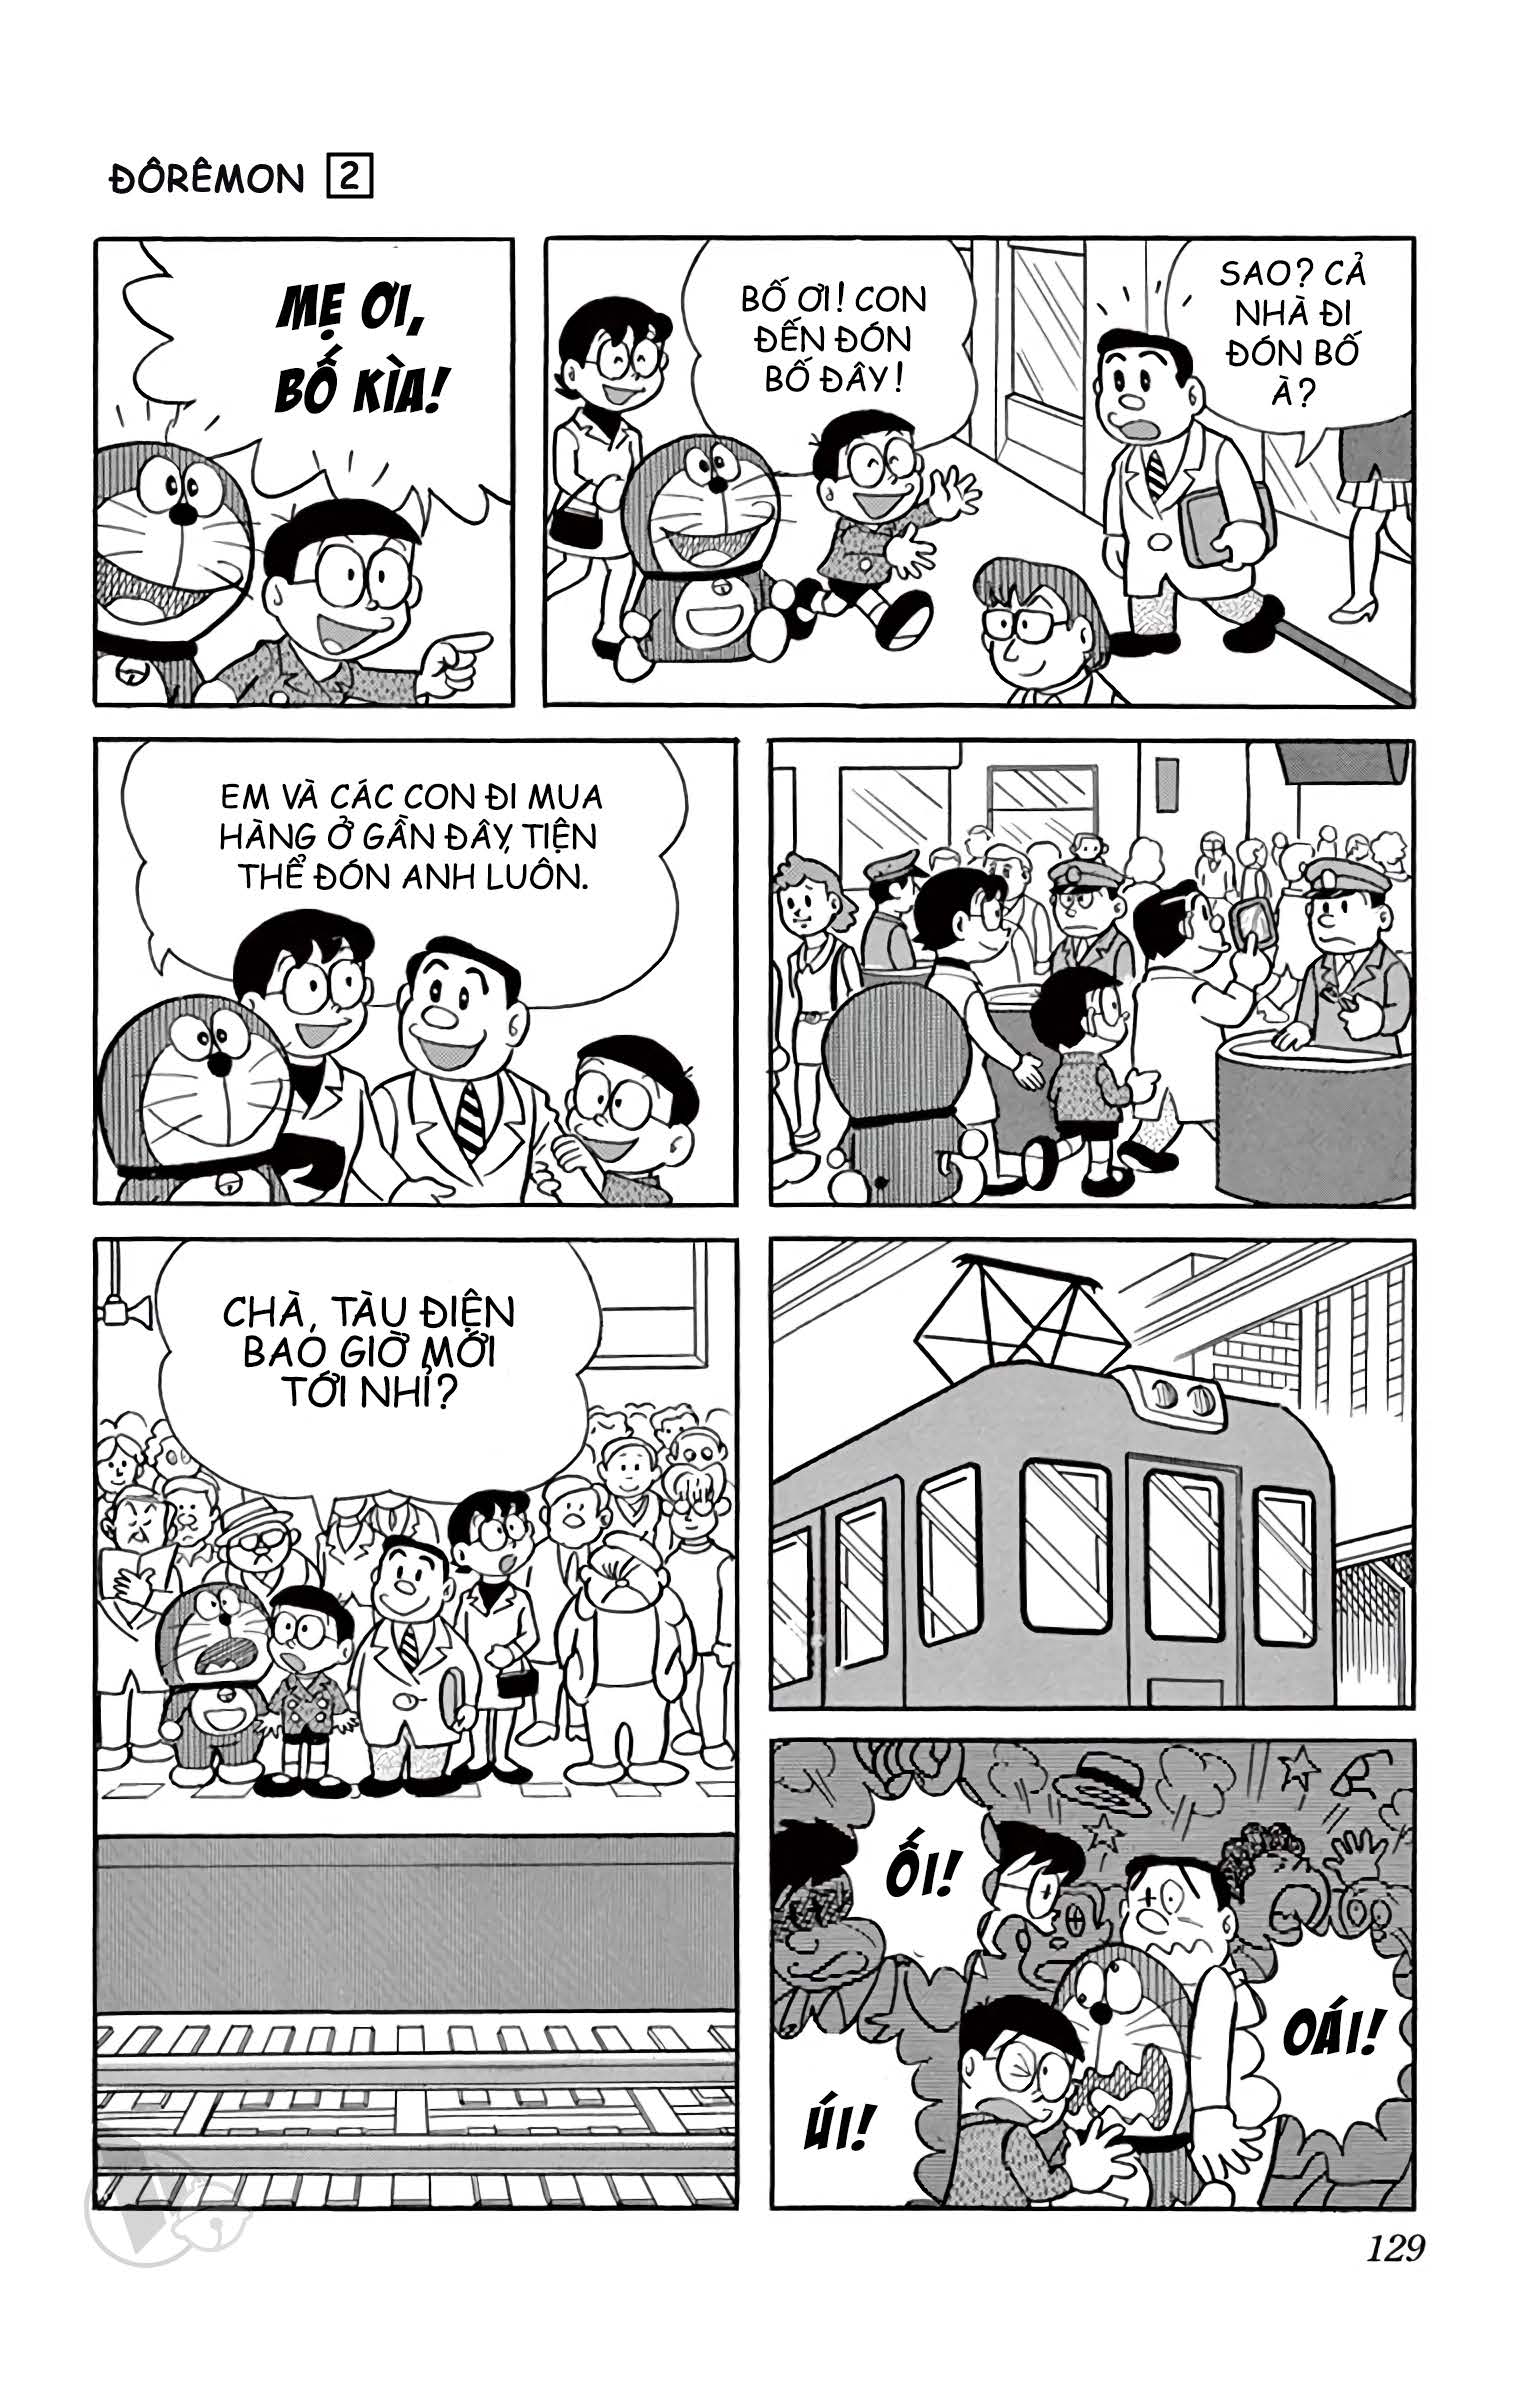 ĐÔRÊMON 2
MẸ ƠI,
BỐ KÌA!
BỐ ƠI! CON
ĐẾN ĐÓN
BỐ ĐÂY!
SAO? CẢ
NHÀ ĐI
ĐÓN BỐ
À?
EM VÀ CÁC CON ĐI MUA
HÀNG Ở GẦN ĐÂY, TIỆN
THỂ ĐÓN ANH LUÔN.
CHÀ, TÀU ĐIỆN
BAO GIỜ MỚI
TỚI NHỈ?
ỐI!
OÁI!
ÚI!
129